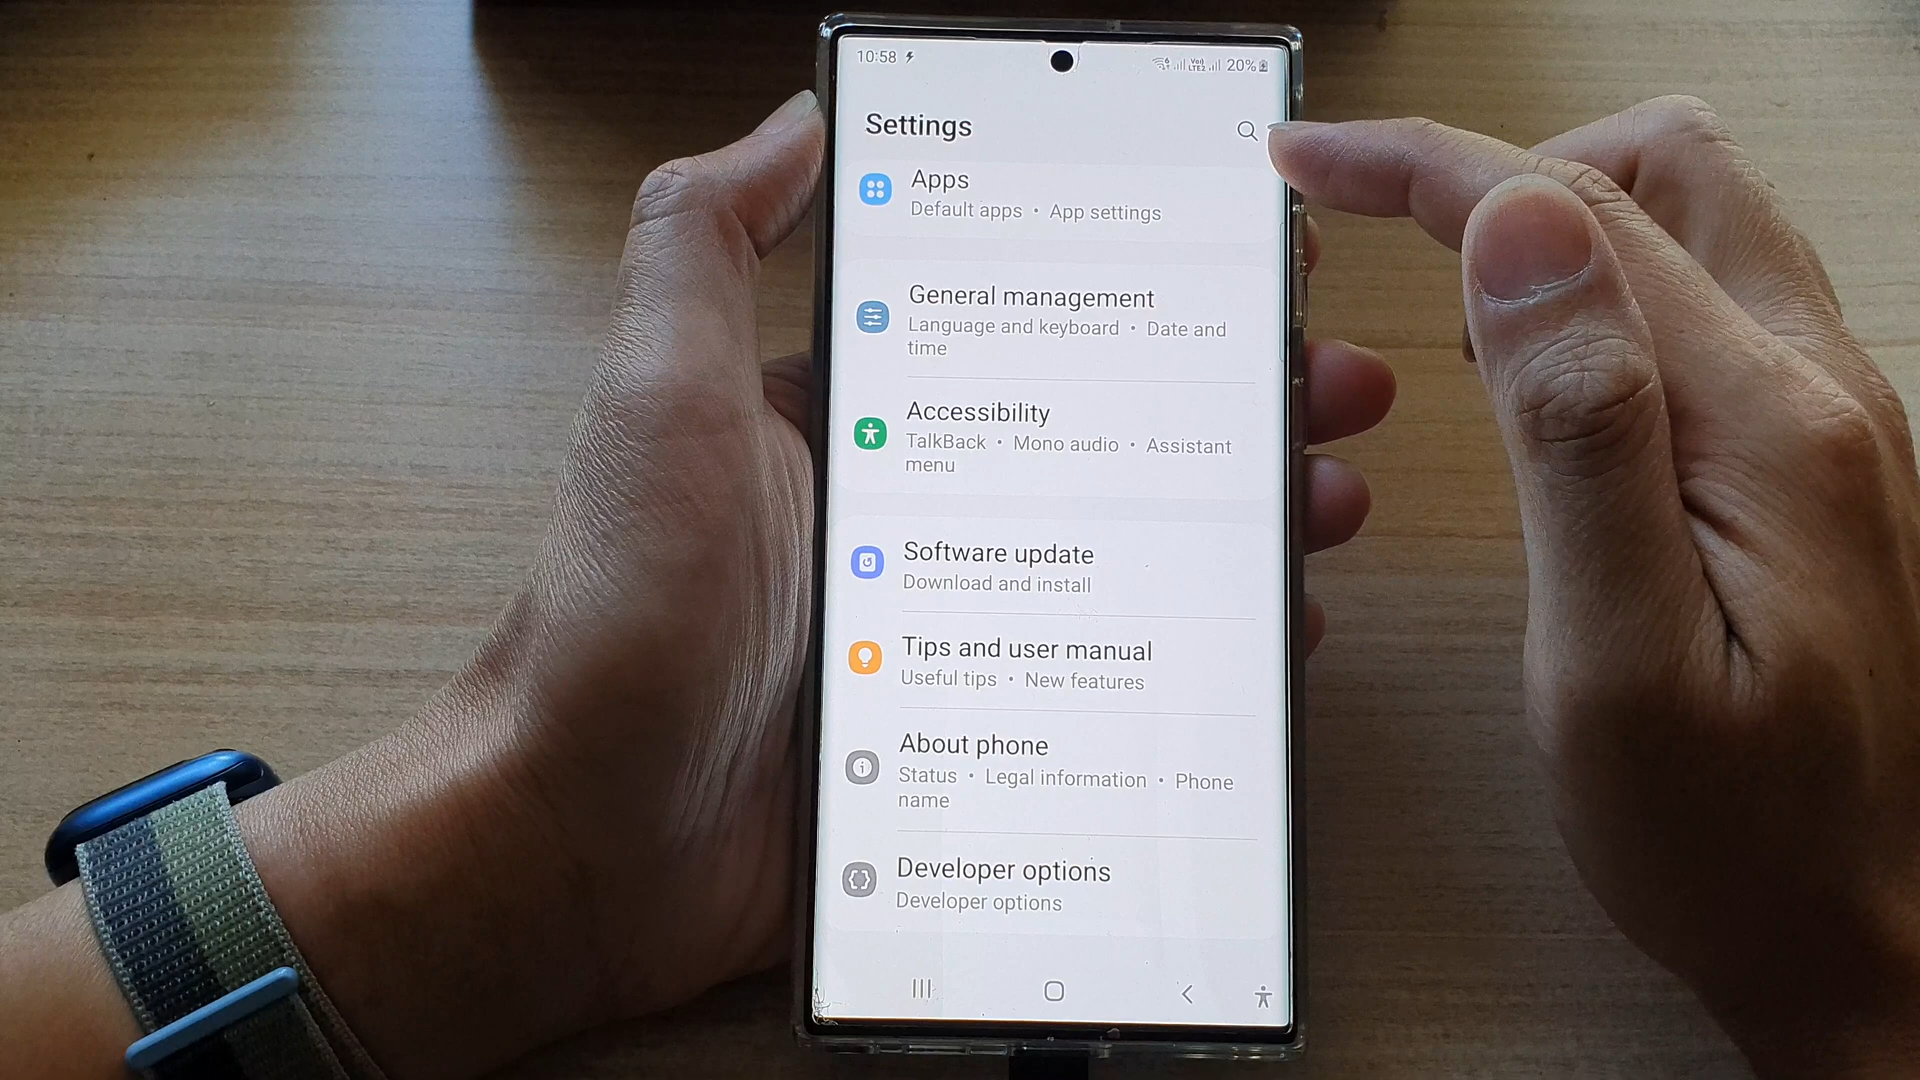 10:58
VoI) LTE2 20%
Settings
Apps
Default apps • App settings
General management
Language and keyboard • Date and
time
Accessibility
TalkBack • Mono audio • Assistant
menu
Software update
Download and install
Tips and user manual
Useful tips • New features
About phone
Status • Legal information • Phone
name
Developer options
Developer options